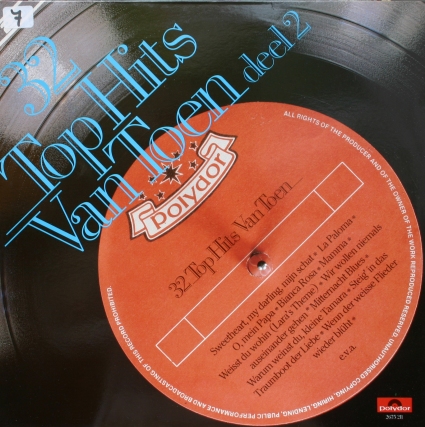 7
32
Top Hits
Van Toen deel 2
polydor
32 Top Hits Van Toen
Sweetheart, my darling, mijn schat • La Paloma •
O, mein Papa • Bianca Rosa • Mamma •
Weisst du wohin (Lara's Theme) • Wir wollen niemals
auseinander gehen • Mitternacht Blues •
Warum weinst du, kleine Tamara • Steig' in das
Traumboot der Liebe • Wenn der weisse Flieder
wieder blüht •
e.v.a.
ALL RIGHTS OF THE PRODUCER AND OF THE OWNER OF THE WORK REPRODUCED RESERVED. UNAUTHORISED COPYING, HIRING, LENDING, PUBLIC PERFORMANCE AND BROADCASTING OF THIS RECORD PROHIBITED.
Polydor